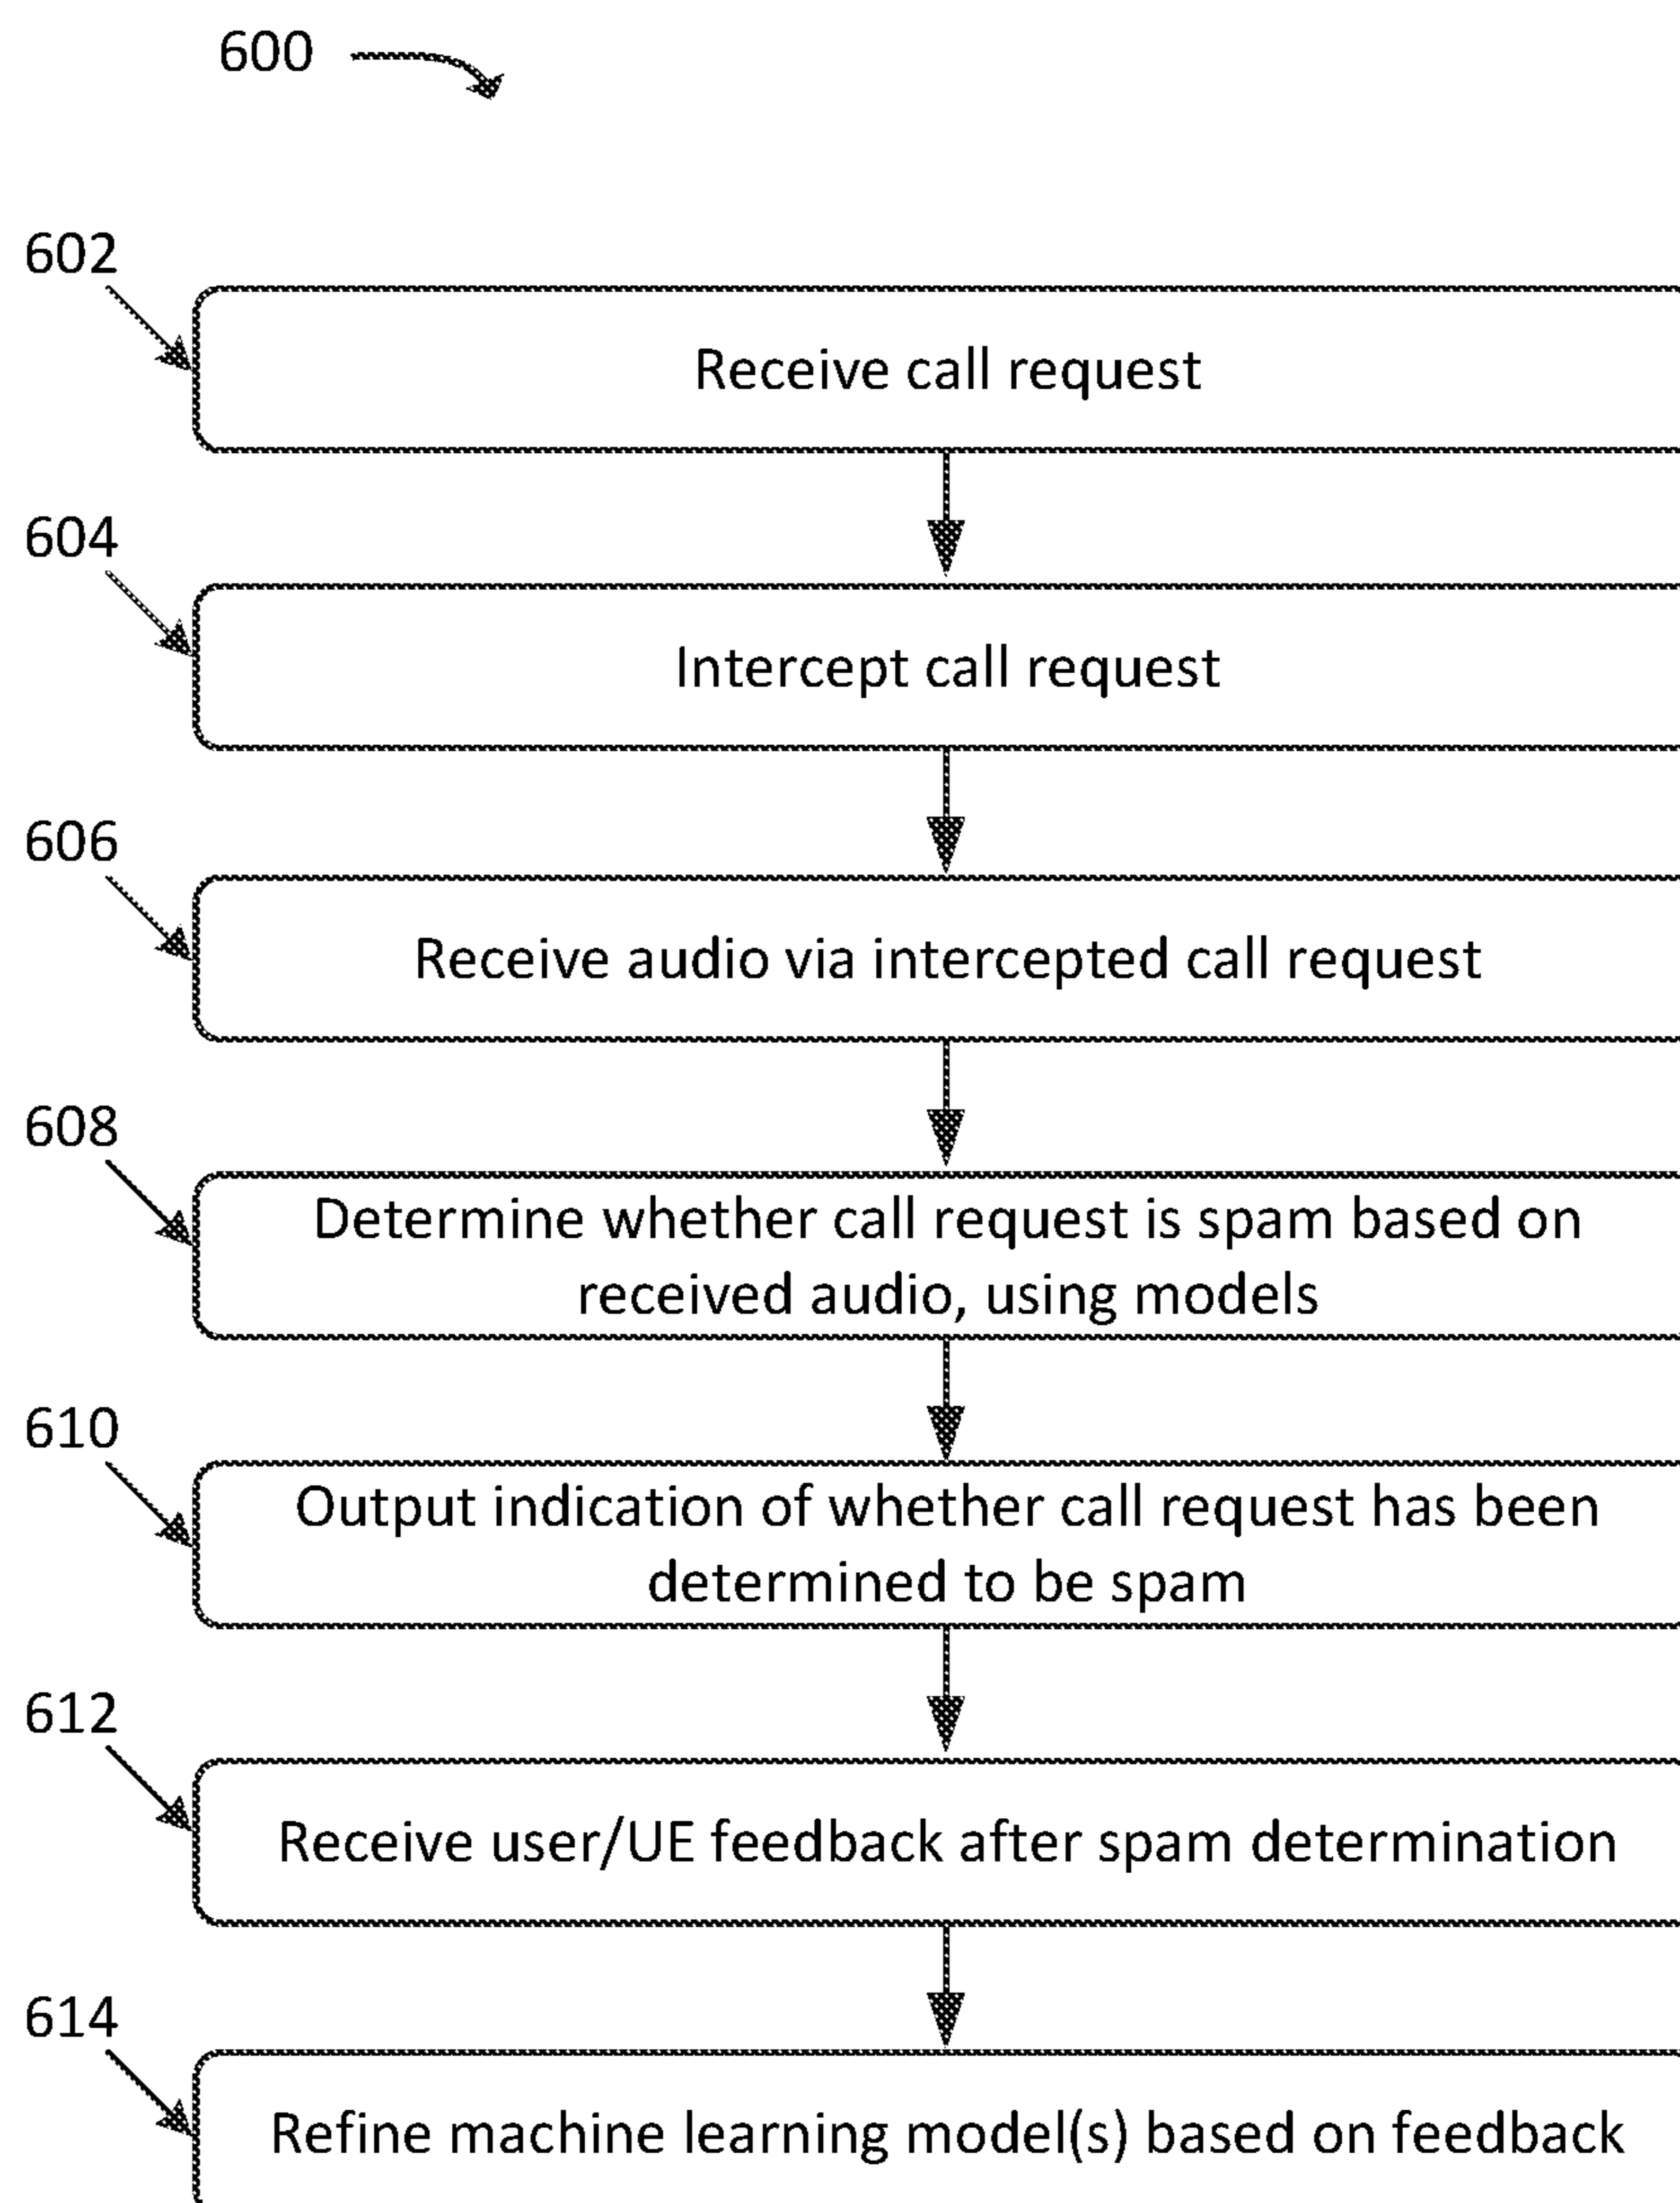 600
602
Receive call request
604
Intercept call request
606
Receive audio via intercepted call request
608
Determine whether call request is spam based on
received audio, using models
610
Output indication of whether call request has been
determined to be spam
612
Receive user/UE feedback after spam determination
614
Refine machine learning model(s) based on feedback